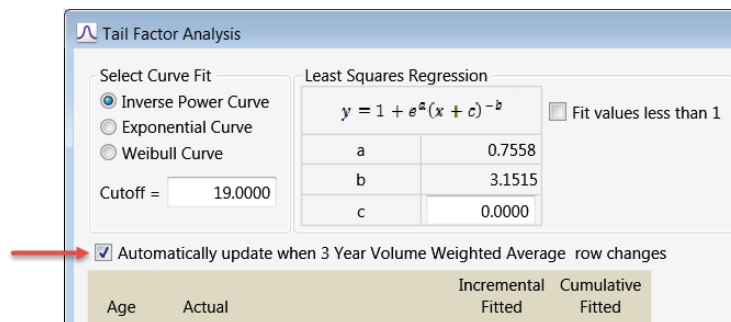 Tail Factor Analysis
Select Curve Fit
Inverse Power Curve
Exponential Curve
Weibull Curve
Cutoff = 19.0000
Least Squares Regression
y = 1 + e^a(x + c)^-b
Fit values less than 1
a 0.7558
b 3.1515
c 0.0000
Automatically update when 3 Year Volume Weighted Average row changes
Incremental Cumulative
Age Actual Fitted Fitted